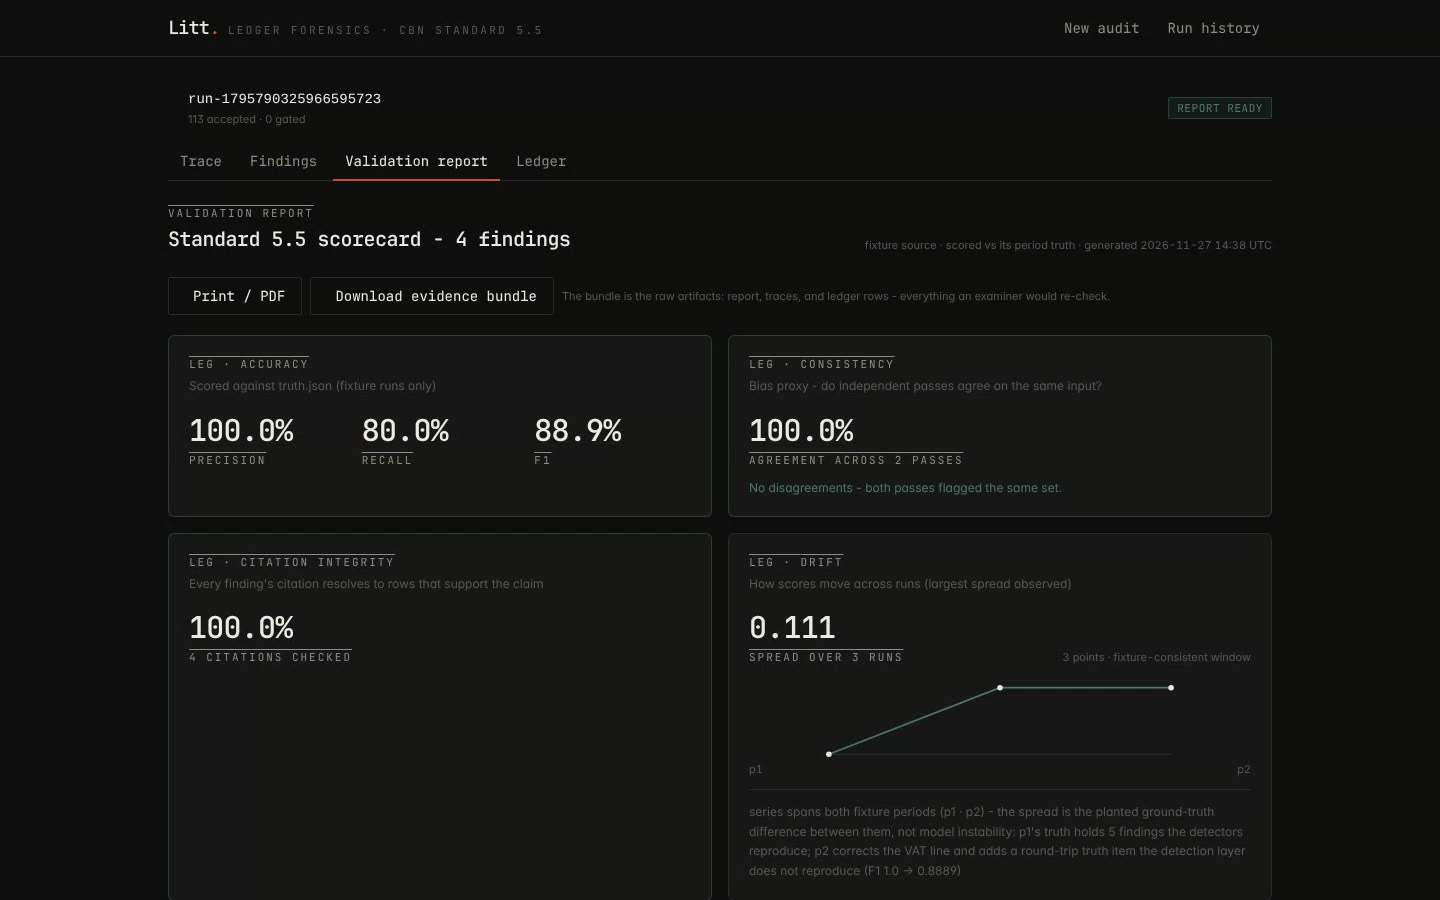 Litt. LEDGER FORENSICS · CBN STANDARD 5.5
New audit Run history
run-1795790325966595723
113 accepted · 0 gated
REPORT READY
Trace Findings Validation report Ledger
VALIDATION REPORT
Standard 5.5 scorecard - 4 findings
fixture source · scored vs its period truth · generated 2026-11-27 14:38 UTC
Print / PDF Download evidence bundle The bundle is the raw artifacts: report, traces, and ledger rows - everything an examiner would re-check.
LEG · ACCURACY
Scored against truth.json (fixture runs only)
100.0% 80.0% 88.9%
PRECISION RECALL F1
LEG · CONSISTENCY
Bias proxy - do independent passes agree on the same input?
100.0%
AGREEMENT ACROSS 2 PASSES
No disagreements - both passes flagged the same set.
LEG · CITATION INTEGRITY
Every finding's citation resolves to rows that support the claim
100.0%
4 CITATIONS CHECKED
LEG · DRIFT
How scores move across runs (largest spread observed)
0.111
SPREAD OVER 3 RUNS
3 points · fixture-consistent window
p1 p2
series spans both fixture periods (p1 · p2) - the spread is the planted ground-truth
difference between them, not model instability: p1's truth holds 5 findings the detectors
reproduce; p2 corrects the VAT line and adds a round-trip truth item the detection layer
does not reproduce (F1 1.0 → 0.8889)